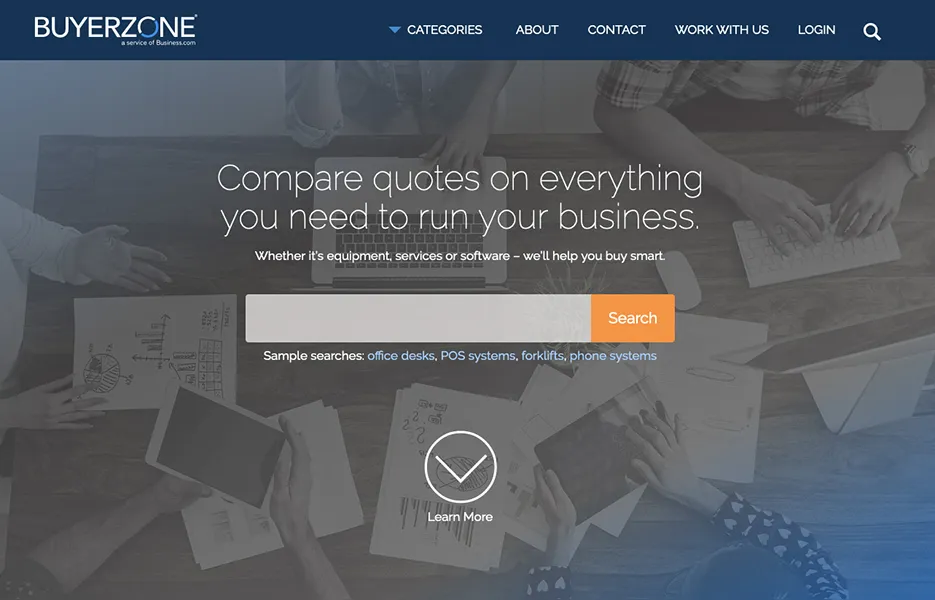 BUYERZONE®
a service of Business.com
CATEGORIES
ABOUT
CONTACT
WORK WITH US
LOGIN
Compare quotes on everything
you need to run your business.
Whether it's equipment, services or software – we'll help you buy smart.
Search
Sample searches: office desks, POS systems, forklifts, phone systems
Learn More